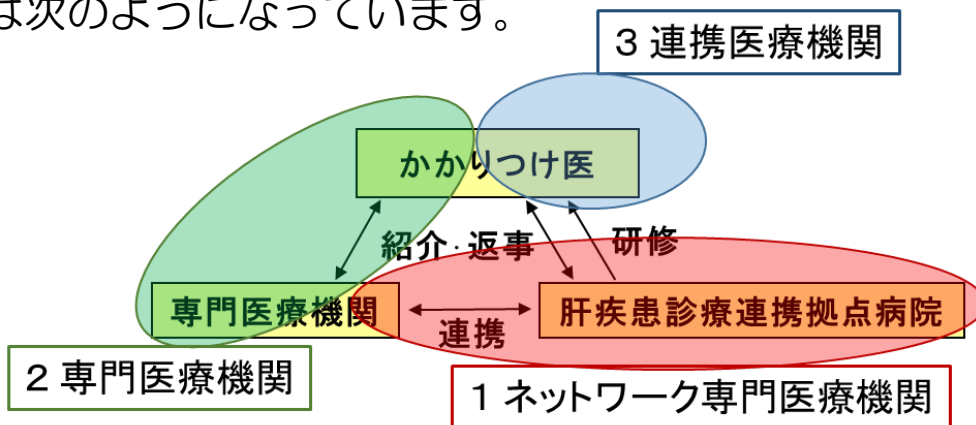 は次のようになっています。
3 連携医療機関
かかりつけ医
紹介・返事
研修
専門医療機関
連携
肝疾患診療連携拠点病院
2 専門医療機関
1 ネットワーク専門医療機関